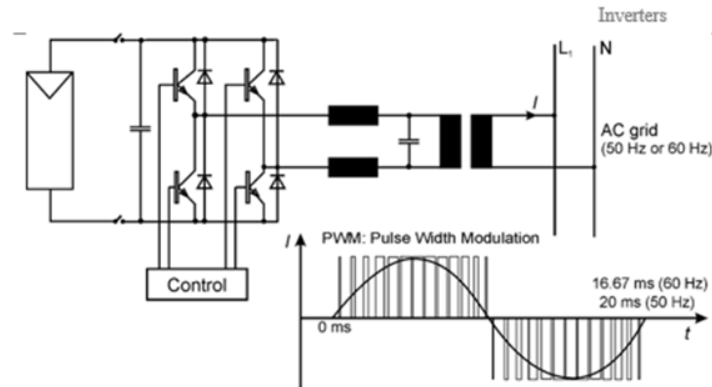 Inverters
L₁
N
I
AC grid
(50 Hz or 60 Hz)
Control
I
PWM: Pulse Width Modulation
16.67 ms (60 Hz)
20 ms (50 Hz)
0 ms
t